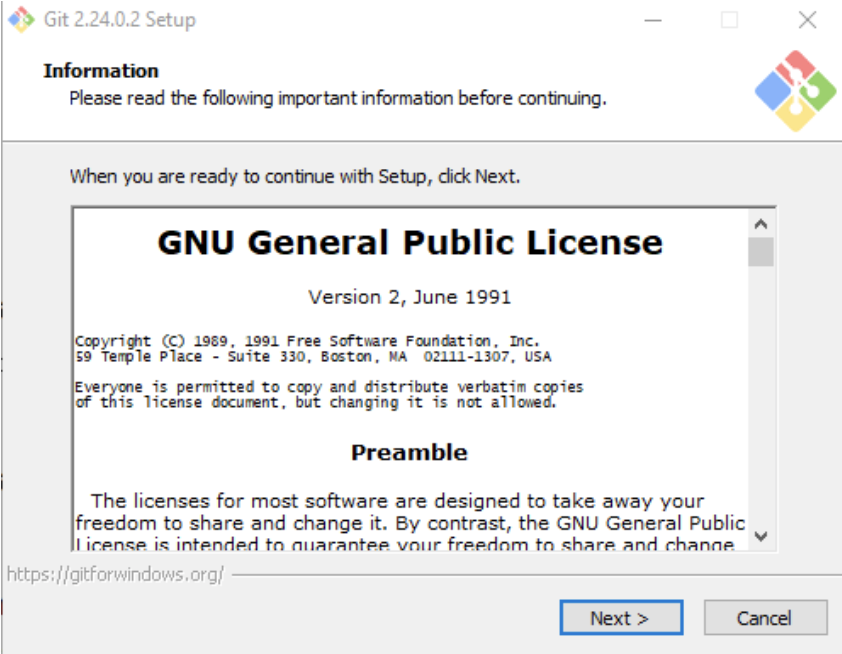 Git 2.24.0.2 Setup
Information
Please read the following important information before continuing.
When you are ready to continue with Setup, click Next.
GNU General Public License
Version 2, June 1991
Copyright (C) 1989, 1991 Free Software Foundation, Inc.
59 Temple Place - Suite 330, Boston, MA  02111-1307, USA
Everyone is permitted to copy and distribute verbatim copies
of this license document, but changing it is not allowed.
Preamble
The licenses for most software are designed to take away your
freedom to share and change it. By contrast, the GNU General Public
License is intended to guarantee your freedom to share and change
https://gitforwindows.org/
Next >
Cancel